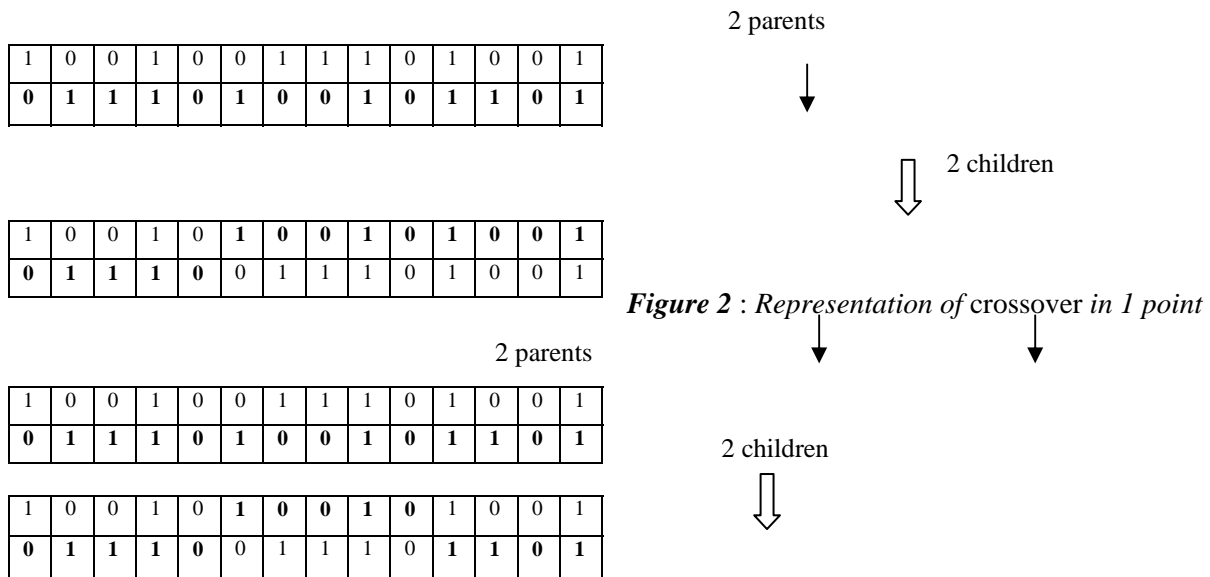 2 parents
1 0 0 1 0 0 1 1 1 0 1 0 0 1
0 1 1 1 0 1 0 0 1 0 1 1 0 1
2 children
1 0 0 1 0 1 0 0 1 0 1 0 0 1
0 1 1 1 0 0 1 1 1 0 1 0 0 1
Figure 2 : Representation of crossover in 1 point
2 parents
1 0 0 1 0 0 1 1 1 0 1 0 0 1
0 1 1 1 0 1 0 0 1 0 1 1 0 1
2 children
1 0 0 1 0 1 0 0 1 0 1 0 0 1
0 1 1 1 0 0 1 1 1 0 1 1 0 1